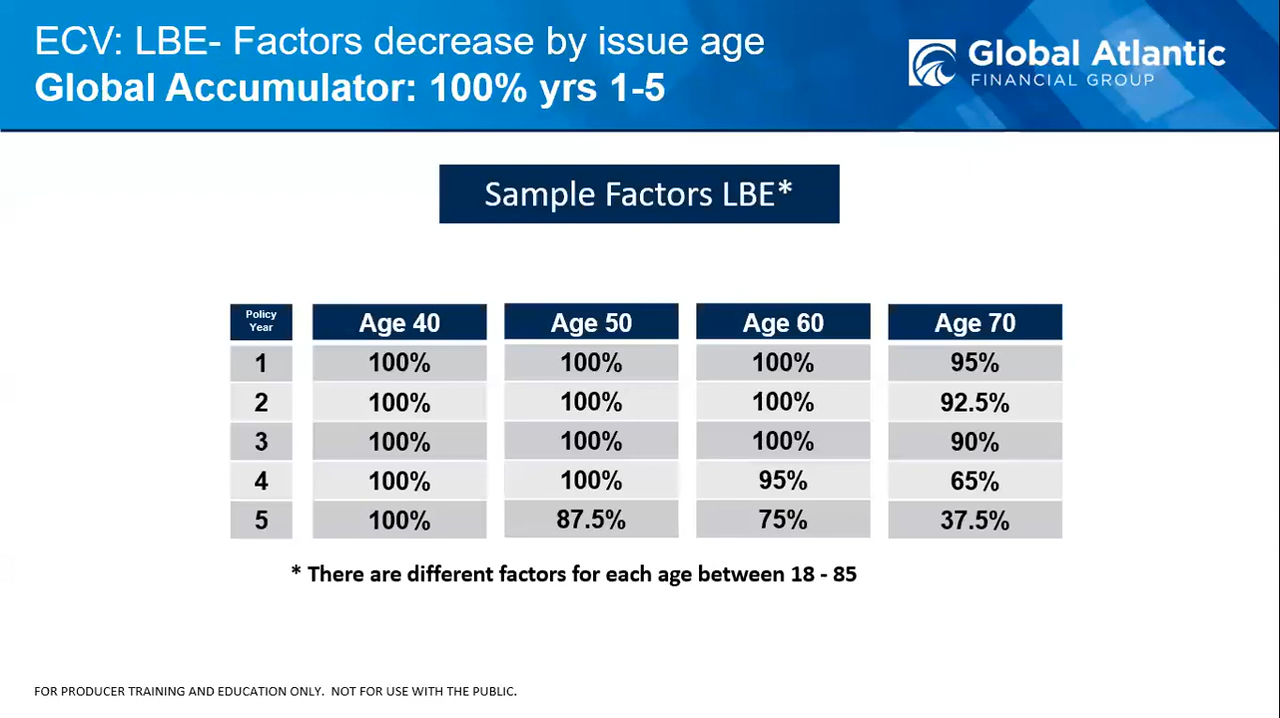 ECV: LBE- Factors decrease by issue age
Global Accumulator: 100% yrs 1-5
Global Atlantic
FINANCIAL GROUP
Sample Factors LBE*
Policy
Year
Age 40 Age 50 Age 60 Age 70
1 100% 100% 100% 95%
2 100% 100% 100% 92.5%
3 100% 100% 100% 90%
4 100% 100% 95% 65%
5 100% 87.5% 75% 37.5%
* There are different factors for each age between 18 - 85
FOR PRODUCER TRAINING AND EDUCATION ONLY. NOT FOR USE WITH THE PUBLIC.